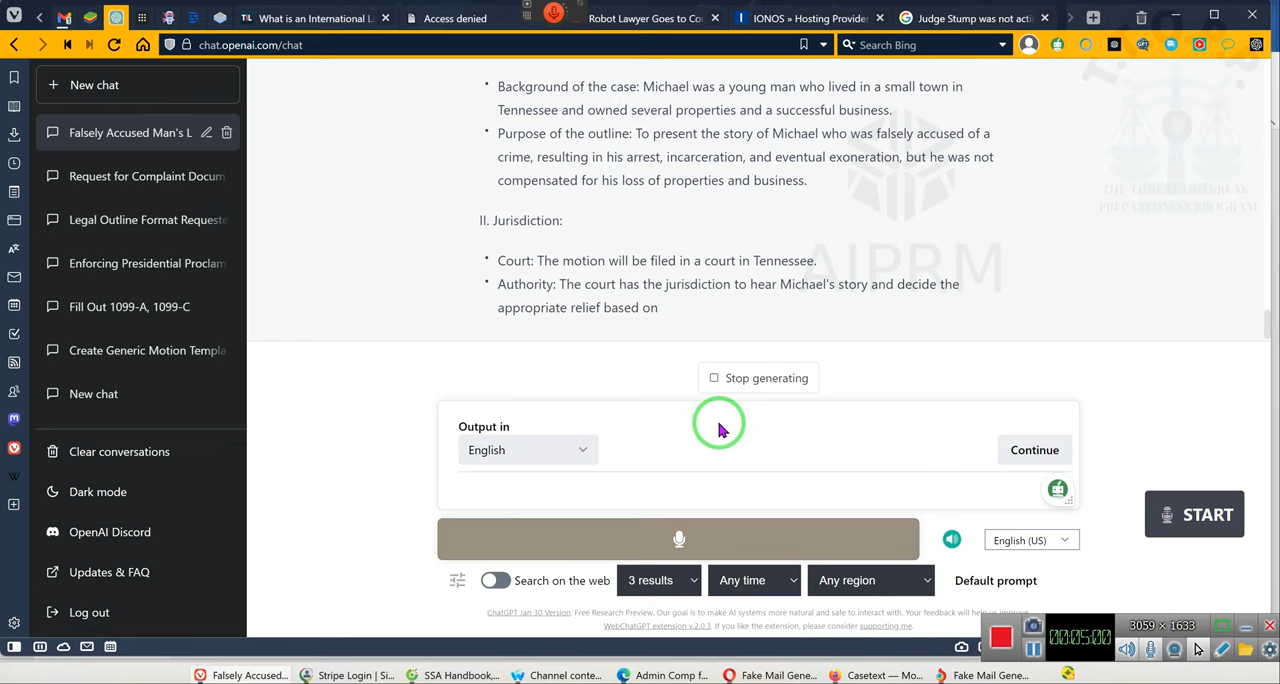 What is an International L
Access denied
Robot Lawyer Goes to Cou
IONOS » Hosting Provider
Judge Stump was not acti
chat.openai.com/chat
Search Bing
New chat
Falsely Accused Man's L
Request for Complaint Docum
Legal Outline Format Requeste
Enforcing Presidential Proclam
Fill Out 1099-A, 1099-C
Create Generic Motion Templa
New chat
Clear conversations
Dark mode
OpenAI Discord
Updates & FAQ
Log out
• Background of the case: Michael was a young man who lived in a small town in
Tennessee and owned several properties and a successful business.
• Purpose of the outline: To present the story of Michael who was falsely accused of a
crime, resulting in his arrest, incarceration, and eventual exoneration, but he was not
compensated for his loss of properties and business.
II. Jurisdiction:
• Court: The motion will be filed in a court in Tennessee.
• Authority: The court has the jurisdiction to hear Michael's story and decide the
appropriate relief based on
AIPRM
Stop generating
Output in
English
Continue
START
English (US)
Search on the web
3 results
Any time
Any region
Default prompt
ChatGPT Jan 30 Version. Free Research Preview. Our goal is to make AI systems more natural and safe to interact with. Your feedback will help us
WebChatGPT extension v.2.0.3. If you like the extension, please consider supporting me.
3059 × 1633
00:05:00
Falsely Accused...
Stripe Login | Si...
SSA Handbook,...
Channel conte...
Admin Comp f...
Fake Mail Gene...
Casetext — Mo...
Fake Mail Gene...